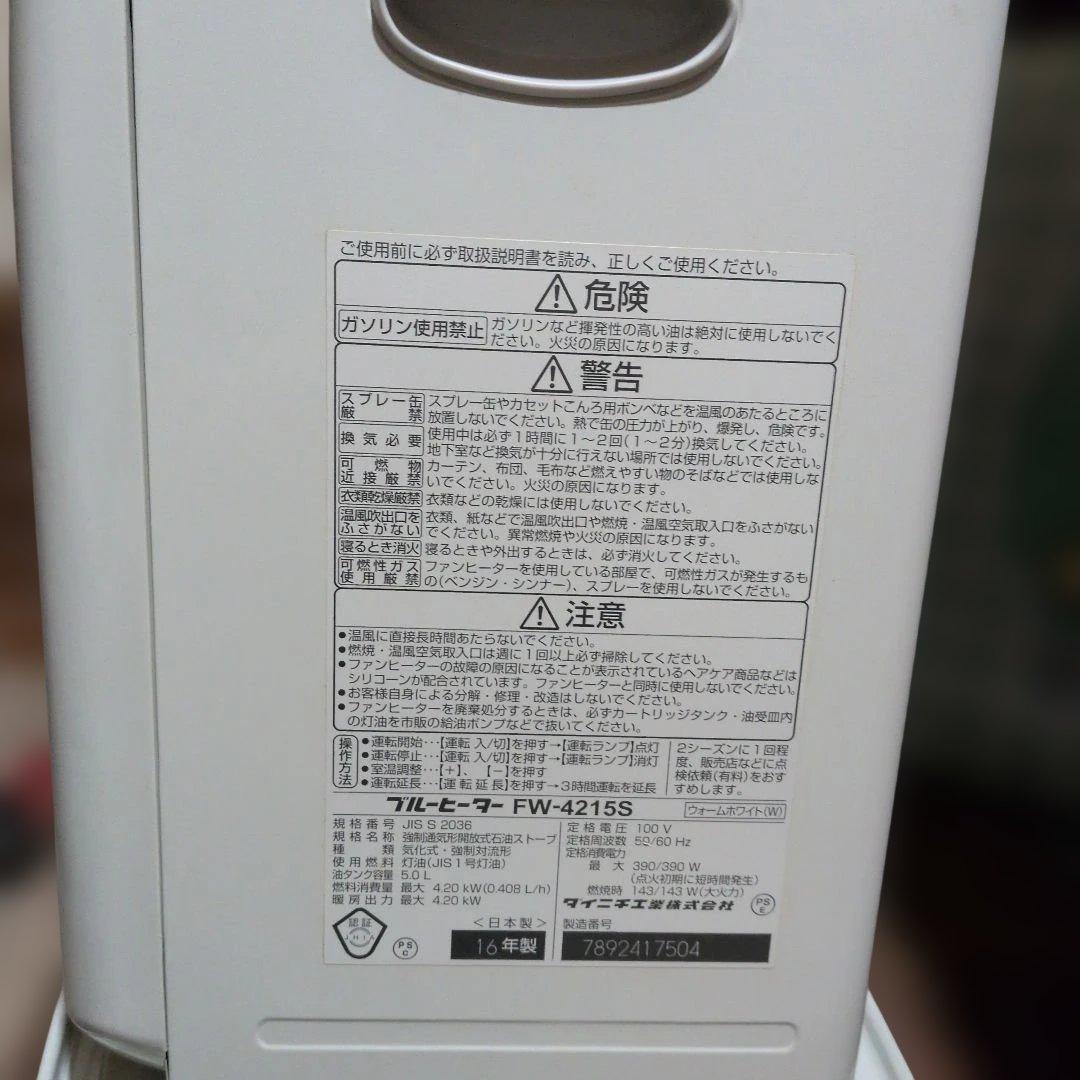 ご使用前に必ず取扱説明書を読み、正しくご使用ください。
危険
ガソリン使用禁止 ガソリンなど揮発性の高い油は絶対に使用しないでく
ださい。火災の原因になります。
警告
スプレー缶
厳禁
スプレー缶やカセットこんろ用ボンベなどを温風のあたるところに
放置しないでください。熱で缶の圧力が上がり、爆発し、危険です。
換気必要
使用中は必ず1時間に1～2回(1～2分)換気してください。
地下室など換気が十分に行えない場所では使用しないでください。
可燃物
近接厳禁
カーテン、布団、毛布など燃えやすい物のそばなどでは使用しな
いでください。火災の原因になります。
衣類乾燥厳禁 衣類などの乾燥には使用しないでください。
温風吹出口を
ふさがない
衣類、紙などで温風吹出口や燃焼・温風空気取入口をふさがない
でください。異常燃焼や火災の原因になります。
寝るとき消火 寝るときや外出するときは、必ず消火してください。
可燃性ガス
使用厳禁
ファンヒーターを使用している部屋で、可燃性ガスが発生するも
の(ベンジン・シンナー)、スプレーを使用しないでください。
注意
●温風に直接長時間あたらないでください。
●燃焼・温風空気取入口は週に1回以上必ず掃除してください。
●ファンヒーターの故障の原因になることが表示されているヘアケア商品などは
シリコーンが配合されています。ファンヒーターと同時に使用しないでください。
●お客様自身による分解・修理・改造はしないでください。
●ファンヒーターを廃棄処分するときは、必ずカートリッジタンク・油受皿内
の灯油を市販の給油ポンプなどで抜いてください。
操作方法
●運転開始…【運転 入/切】を押す→【運転ランプ】点灯
●運転停止…【運転 入/切】を押す→【運転ランプ】消灯
●室温調整…【+】、【−】を押す
●運転延長…【運転延長】を押す→3時間運転を延長
2シーズンに1回程
度、販売店などに点
検依頼(有料)をおす
すめします。
ブルーヒーター FW-4215S ウォームホワイト(W)
規格番号 JIS S 2036
規格名称 強制通気形開放式石油ストーブ
種類 気化式・強制対流形
使用燃料 灯油(JIS1号灯油)
油タンク容量 5.0 L
燃料消費量 最大 4.20 kW(0.408 L/h)
暖房出力 最大 4.20 kW
定格電圧 100 V
定格周波数 50/60 Hz
定格消費電力
最大 390/390 W
(点火初期に短時間発生)
燃焼時 143/143 W(大火力)
ダイニチ工業株式会社 PS E
認証
JHIA
PS C
<日本製>
16年製
製造番号
7892417504